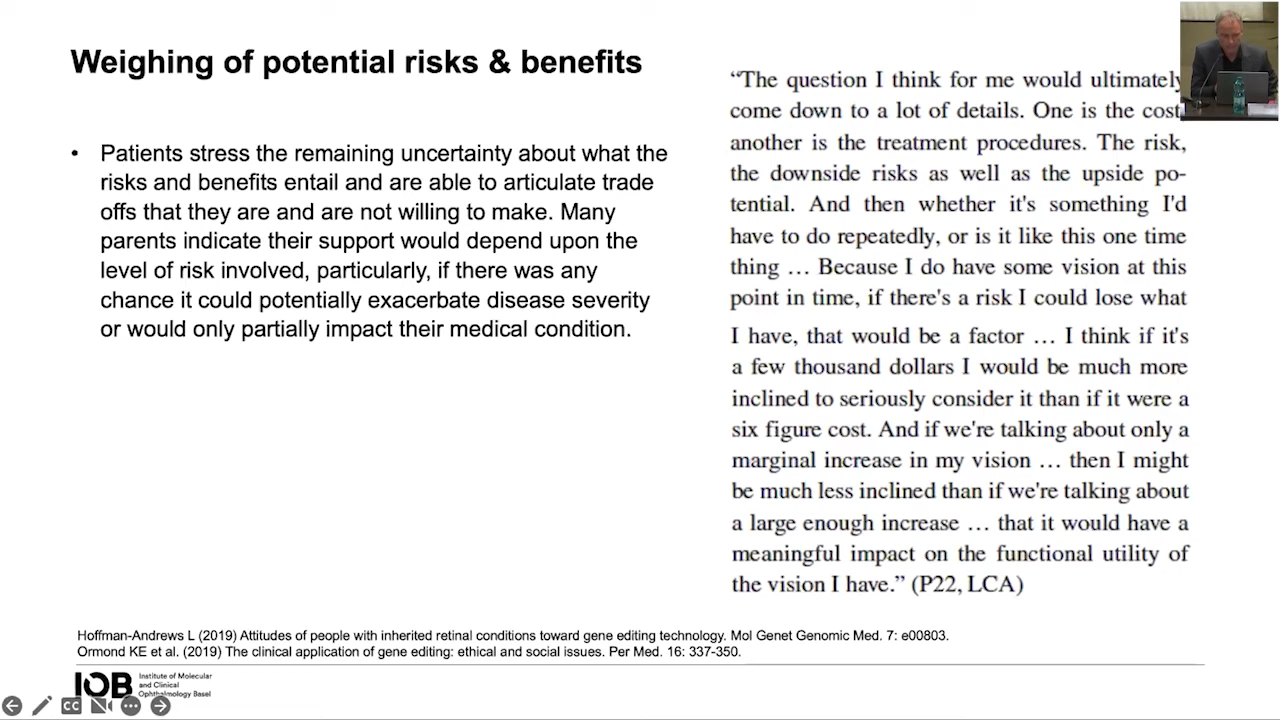 Weighing of potential risks & benefits
• Patients stress the remaining uncertainty about what the
risks and benefits entail and are able to articulate trade
offs that they are and are not willing to make. Many
parents indicate their support would depend upon the
level of risk involved, particularly, if there was any
chance it could potentially exacerbate disease severity
or would only partially impact their medical condition.
“The question I think for me would ultimately
come down to a lot of details. One is the cost
another is the treatment procedures. The risk,
the downside risks as well as the upside po-
tential. And then whether it's something I'd
have to do repeatedly, or is it like this one time
thing … Because I do have some vision at this
point in time, if there's a risk I could lose what
I have, that would be a factor … I think if it's
a few thousand dollars I would be much more
inclined to seriously consider it than if it were a
six figure cost. And if we're talking about only a
marginal increase in my vision … then I might
be much less inclined than if we're talking about
a large enough increase … that it would have a
meaningful impact on the functional utility of
the vision I have.” (P22, LCA)
Hoffman-Andrews L (2019) Attitudes of people with inherited retinal conditions toward gene editing technology. Mol Genet Genomic Med. 7: e00803.
Ormond KE et al. (2019) The clinical application of gene editing: ethical and social issues. Per Med. 16: 337-350.
IOB
Institute of Molecular
and Clinical
Ophthalmology Basel
CC